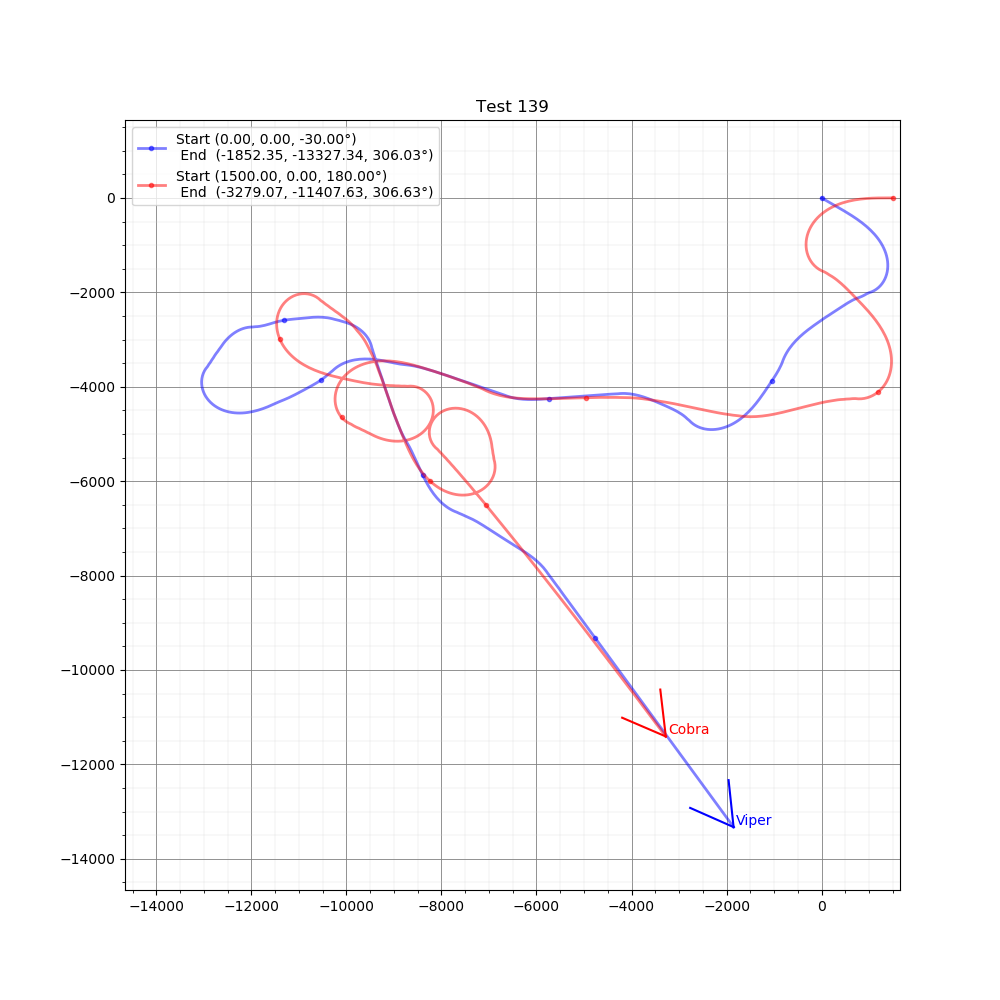 Test 139
Start (0.00, 0.00, -30.00°)
End  (-1852.35, -13327.34, 306.03°)
Start (1500.00, 0.00, 180.00°)
End  (-3279.07, -11407.63, 306.63°)
0
−2000
−4000
−6000
−8000
−10000
−12000
−14000
Cobra
Viper
−14000 −12000 −10000 −8000 −6000 −4000 −2000 0